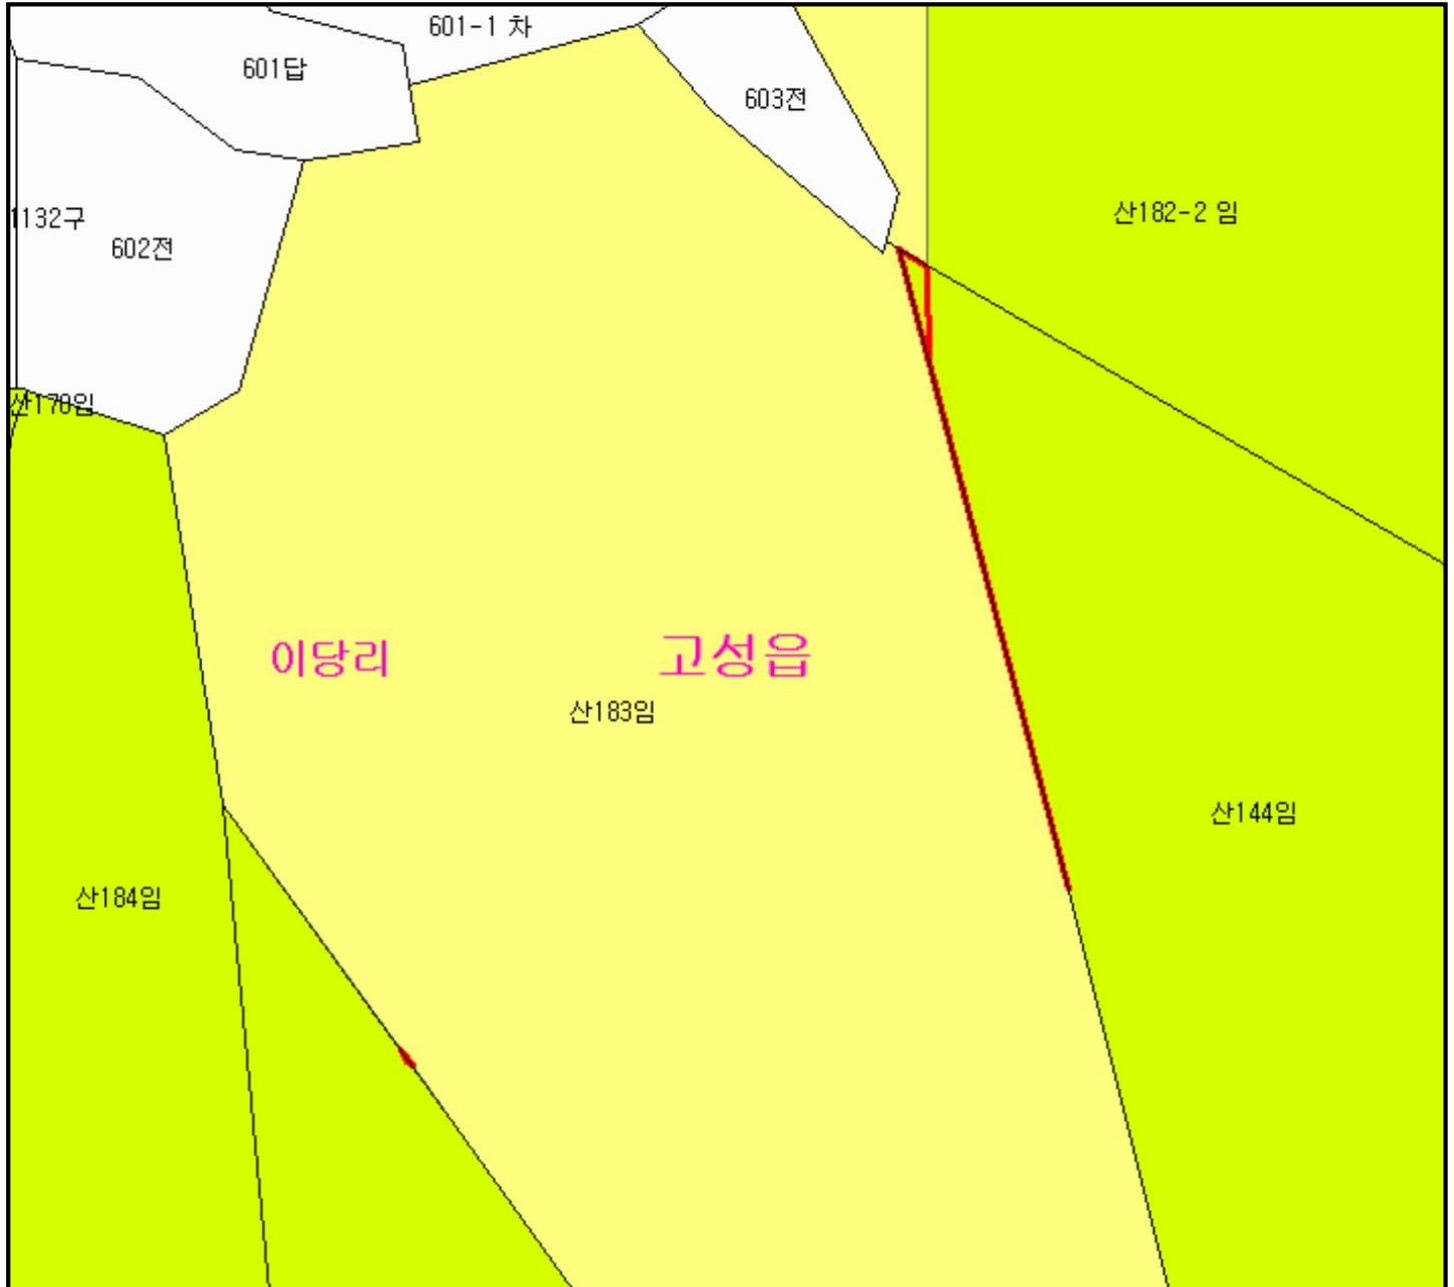 601-1 차
601답
603전
산182-2 임
1132구
602전
산170임
이당리
고성읍
산183임
산144임
산184임